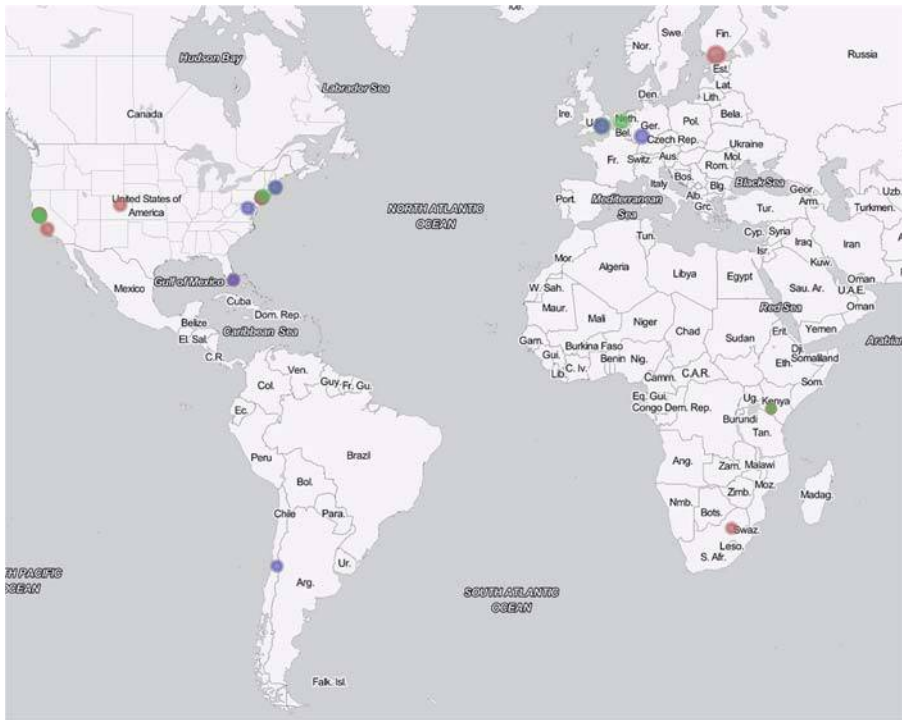 Ice.
Hudson Bay
Swe.
Fin.
Nor.
Russia
Est.
Labrador Sea
Lat.
Den.
Lith.
Canada
Ire.
U.
Neth.
Bela.
Ger.
Pol.
Bel.
Czech Rep.
Ukraine
Fr.
Switz.
Aus.
Mol.
Rom.
Uzb.
United States of
America
Italy
Bos.
Blg.
Black Sea
Geor.
Alb.
Arm.
Turkmen.
Port.
Mediterranean
Sea
Grc.
Tur.
NORTH ATLANTIC
OCEAN
Cyp.
Syria
Tun.
Isr.
Iraq
Iran
Mor.
Kuw.
Gulf of Mexico
Algeria
Libya
Egypt
Oman
Mexico
W. Sah.
Sau. Ar.
U.A.E.
Cuba
Maur.
Oman
Dom. Rep.
Mali
Niger
Red Sea
Belize
Chad
Erit.
Yemen
El Sal.
Caribbean Sea
Gam.
Sudan
Arabian
Burkina Faso
Dji.
C.R.
Gui.
Benin
Nig.
Eth.
Somaliland
Ven.
Lib.
C. Iv.
C.A.R.
Som.
Col.
Guy.
Fr. Gu.
Camm.
Eq. Gui.
Ug.
Kenya
Ec.
Congo
Dem. Rep.
Burundi
Tan.
Peru
Brazil
Ang.
Zam.
Malawi
Bol.
Moz.
Nmb.
Zimb.
Madag.
Chile
Para.
Bots.
Swaz.
Leso.
Ur.
S. Afr.
TH PACIFIC
OCEAN
Arg.
SOUTH ATLANTIC
OCEAN
Falk. Isl.